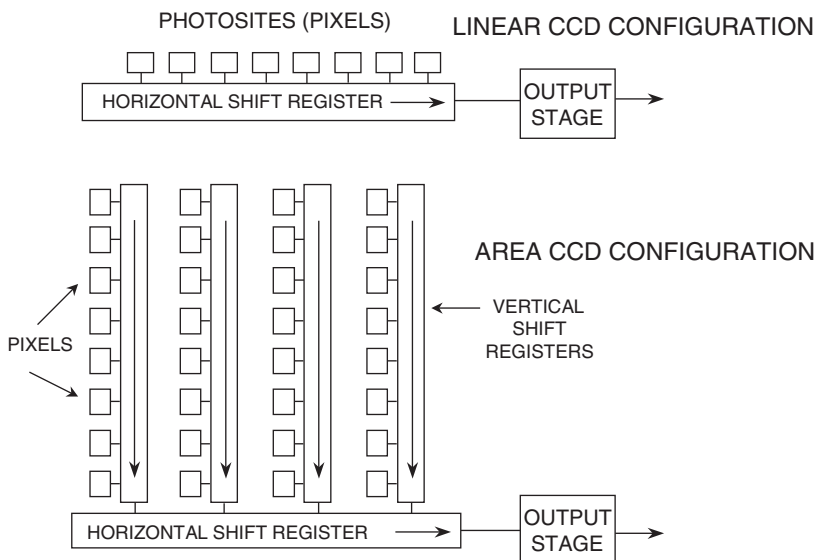 PHOTOSITES (PIXELS)
LINEAR CCD CONFIGURATION
HORIZONTAL SHIFT REGISTER
OUTPUT
STAGE
AREA CCD CONFIGURATION
PIXELS
VERTICAL
SHIFT
REGISTERS
HORIZONTAL SHIFT REGISTER
OUTPUT
STAGE